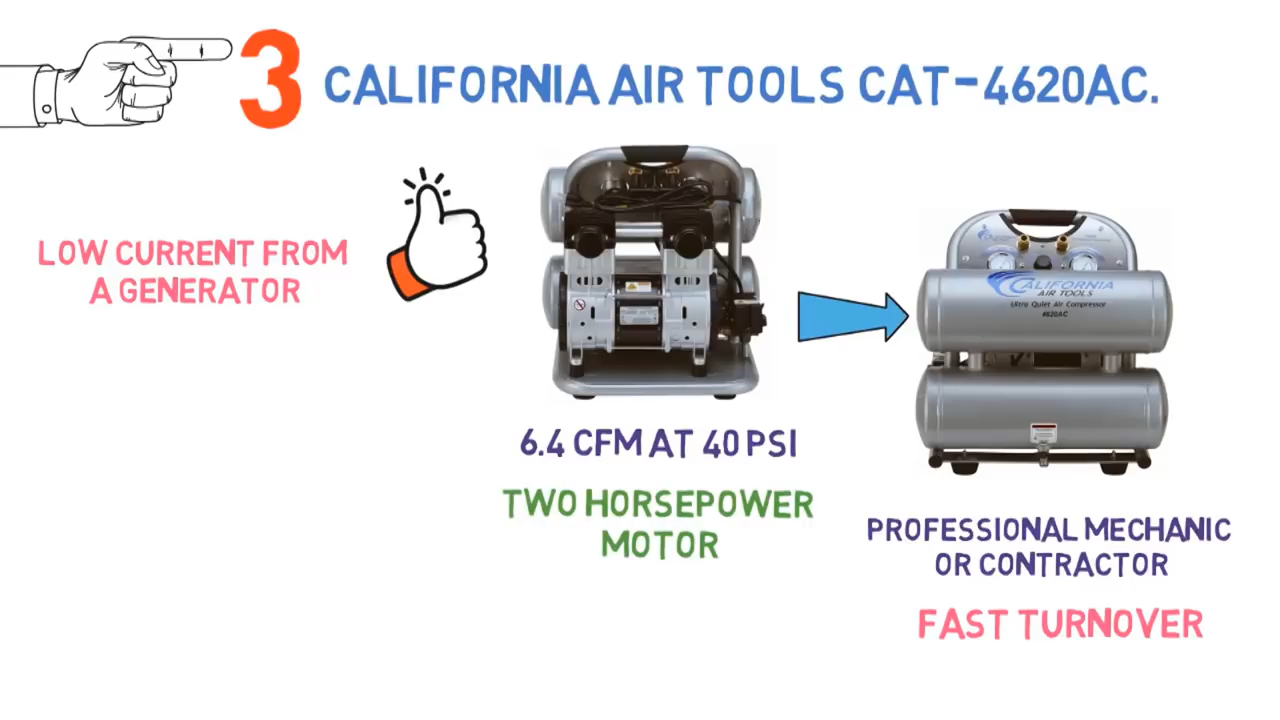 3 CALIFORNIA AIR TOOLS CAT-4620AC.
LOW CURRENT FROM
A GENERATOR
6.4 CFM AT 40 PSI
TWO HORSEPOWER
MOTOR
CALIFORNIA
AIR TOOLS
Ultra Quiet Air Compressor
4620AC
PROFESSIONAL MECHANIC
OR CONTRACTOR
FAST TURNOVER